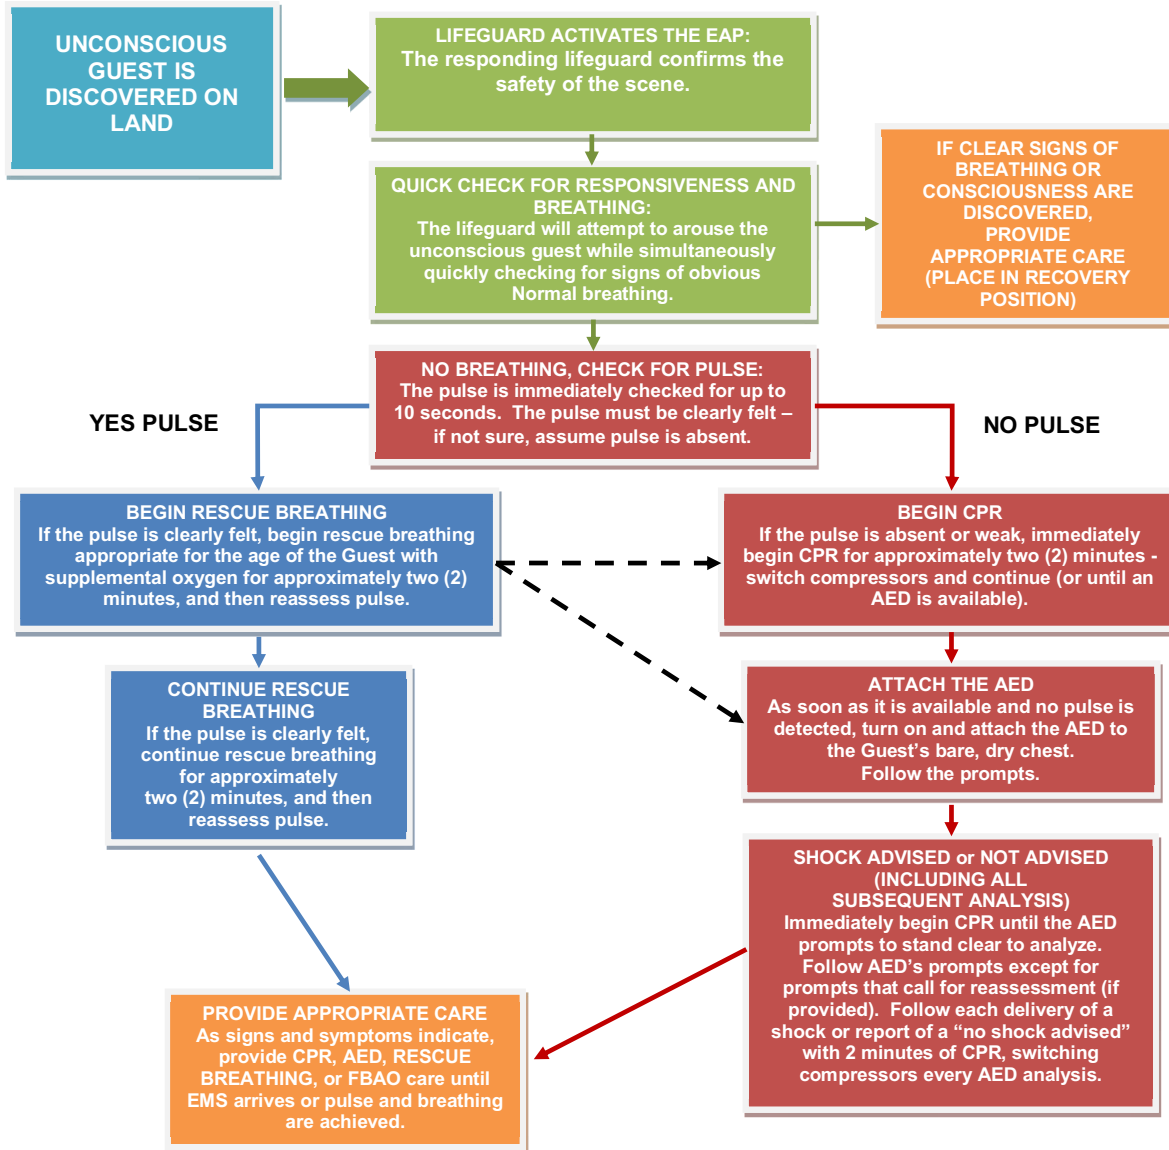 UNCONSCIOUS
GUEST IS
DISCOVERED ON
LAND
LIFEGUARD ACTIVATES THE EAP:
The responding lifeguard confirms the
safety of the scene.
QUICK CHECK FOR RESPONSIVENESS AND
BREATHING:
The lifeguard will attempt to arouse the
unconscious guest while simultaneously
quickly checking for signs of obvious
Normal breathing.
IF CLEAR SIGNS OF
BREATHING OR
CONSCIOUSNESS ARE
DISCOVERED,
PROVIDE
APPROPRIATE CARE
(PLACE IN RECOVERY
POSITION)
NO BREATHING, CHECK FOR PULSE:
The pulse is immediately checked for up to
10 seconds.  The pulse must be clearly felt –
if not sure, assume pulse is absent.
YES PULSE
NO PULSE
BEGIN RESCUE BREATHING
If the pulse is clearly felt, begin rescue breathing
appropriate for the age of the Guest with
supplemental oxygen for approximately two (2)
minutes, and then reassess pulse.
BEGIN CPR
If the pulse is absent or weak, immediately
begin CPR for approximately two (2) minutes -
switch compressors and continue (or until an
AED is available).
CONTINUE RESCUE
BREATHING
If the pulse is clearly felt,
continue rescue breathing
for approximately
two (2) minutes, and then
reassess pulse.
ATTACH THE AED
As soon as it is available and no pulse is
detected, turn on and attach the AED to
the Guest's bare, dry chest.
Follow the prompts.
SHOCK ADVISED or NOT ADVISED
(INCLUDING ALL
SUBSEQUENT ANALYSIS)
Immediately begin CPR until the AED
prompts to stand clear to analyze.
Follow AED's prompts except for
prompts that call for reassessment (if
provided).  Follow each delivery of a
shock or report of a "no shock advised"
with 2 minutes of CPR, switching
compressors every AED analysis.
PROVIDE APPROPRIATE CARE
As signs and symptoms indicate,
provide CPR, AED, RESCUE
BREATHING, or FBAO care until
EMS arrives or pulse and breathing
are achieved.